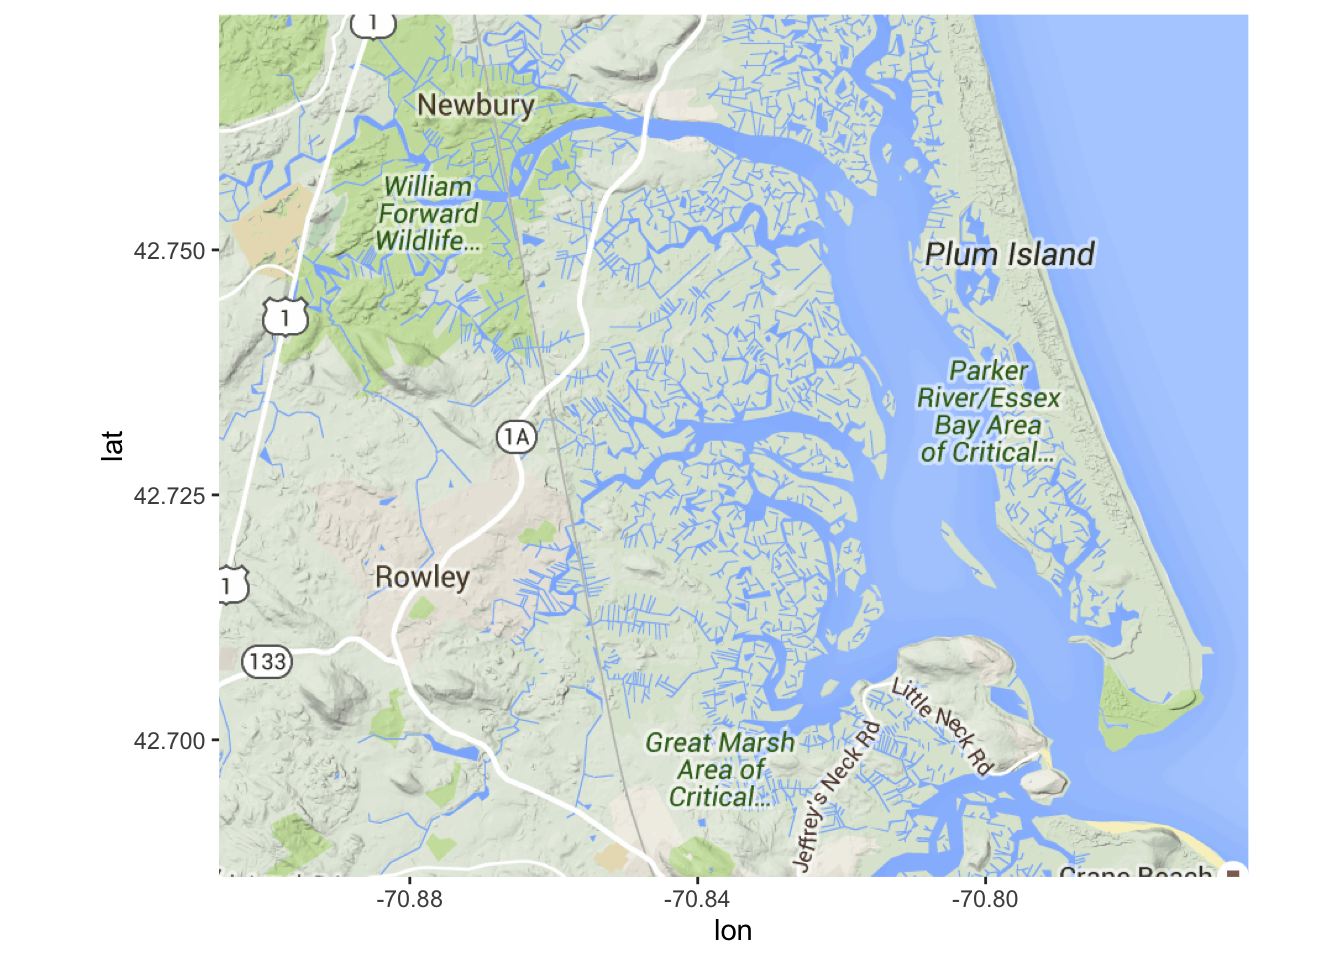 1
Newbury
William
Forward
Wildlife...
42.750
Plum Island
1
Parker
River/Essex
Bay Area
of Critical...
lat
1A
42.725
Rowley
1
133
Little Neck Rd
42.700
Great Marsh
Area of
Critical...
Jeffrey's Neck Rd
Crane Beach
-70.88
-70.84
-70.80
lon